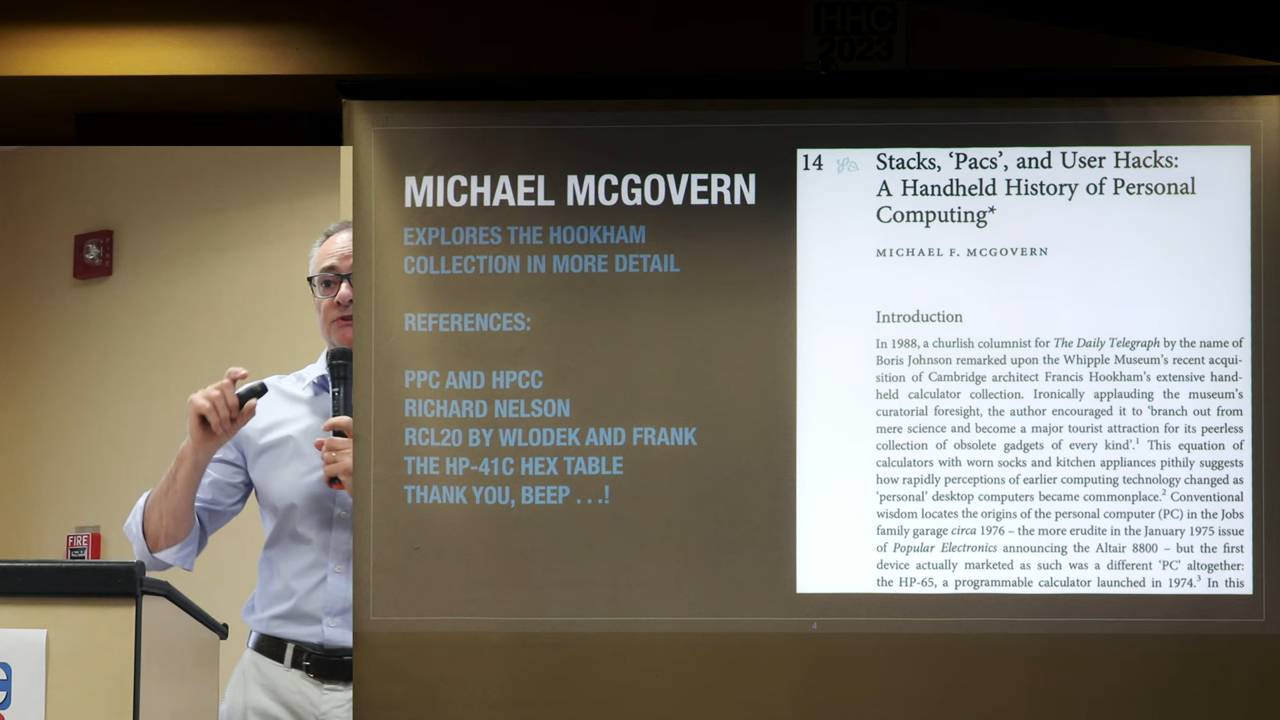 HHC
2023
MICHAEL MCGOVERN
EXPLORES THE HOOKHAM
COLLECTION IN MORE DETAIL
REFERENCES:
PPC AND HPCC
RICHARD NELSON
RCL20 BY WLODEK AND FRANK
THE HP-41C HEX TABLE
THANK YOU, BEEP . . .!
14
Stacks, ‘Pacs’, and User Hacks:
A Handheld History of Personal
Computing*
MICHAEL F. MCGOVERN
Introduction
In 1988, a churlish columnist for The Daily Telegraph by the name of
Boris Johnson remarked upon the Whipple Museum’s recent acqui-
sition of Cambridge architect Francis Hookham’s extensive hand-
held calculator collection. Ironically applauding the museum’s
curatorial foresight, the author encouraged it to ‘branch out from
mere science and become a major tourist attraction for its peerless
collection of obsolete gadgets of every kind’.1 This equation of
calculators with worn socks and kitchen appliances pithily suggests
how rapidly perceptions of earlier computing technology changed as
‘personal’ desktop computers became commonplace.2 Conventional
wisdom locates the origins of the personal computer (PC) in the Jobs
family garage circa 1976 – the more erudite in the January 1975 issue
of Popular Electronics announcing the Altair 8800 – but the first
device actually marketed as such was a different ‘PC’ altogether:
the HP-65, a programmable calculator launched in 1974.3 In this
4
FIRE
FIRE